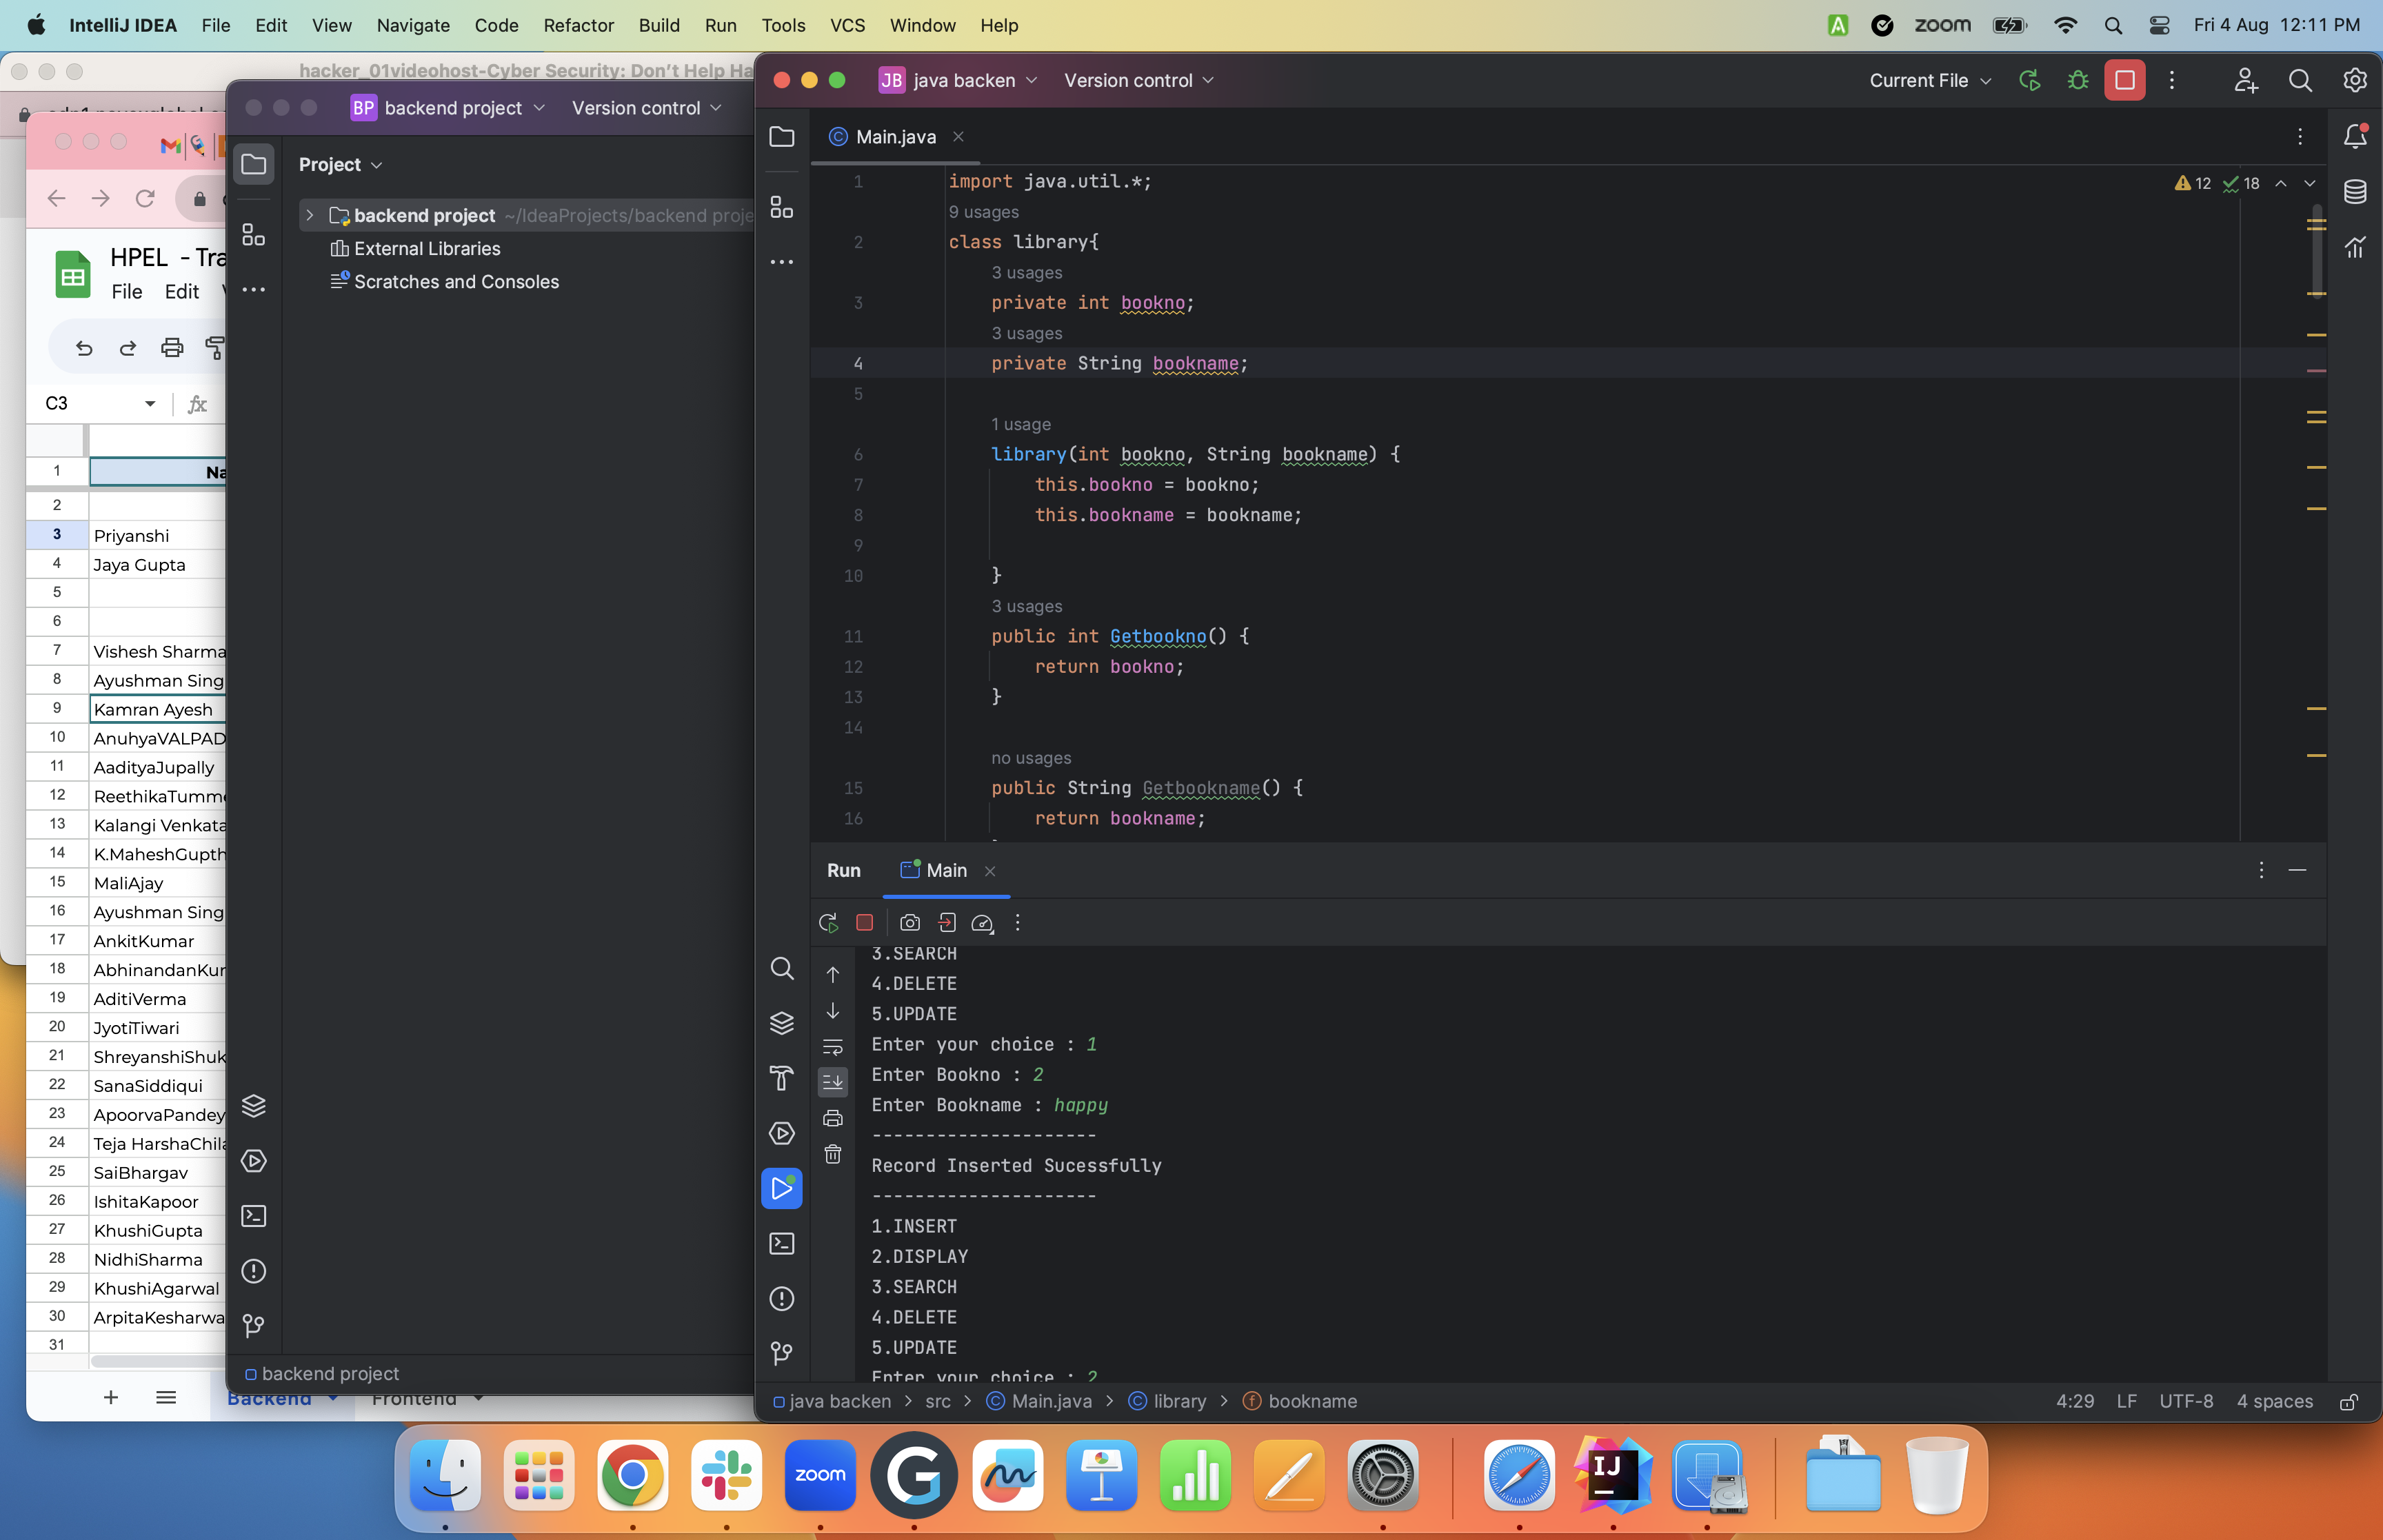 IntelliJ IDEA File Edit View Navigate Code Refactor Build Run Tools VCS Window Help
zoom Fri 4 Aug 12:11 PM
hacker_01videohost-Cyber Security: Don't Help Ha
BP backend project Version control
Project
backend project ~/IdeaProjects/backend proje
External Libraries
Scratches and Consoles
backend project
HPEL - Tra
File Edit
C3
fx
1 Na
2
3 Priyanshi
4 Jaya Gupta
5
6
7 Vishesh Sharma
8 Ayushman Sing
9 Kamran Ayesh
10 AnuhyaVALPAD
11 AadityaJupally
12 ReethikaTumme
13 Kalangi Venkata
14 K.MaheshGupth
15 MaliAjay
16 Ayushman Sing
17 AnkitKumar
18 AbhinandanKur
19 AditiVerma
20 JyotiTiwari
21 ShreyanshiShuk
22 SanaSiddiqui
23 ApoorvaPandey
24 Teja HarshaChila
25 SaiBhargav
26 IshitaKapoor
27 KhushiGupta
28 NidhiSharma
29 KhushiAgarwal
30 ArpitaKesharwa
31
Backend Frontend
JB java backen Version control Current File
Main.java
12 18
1 import java.util.*;
9 usages
2 class library{
3 usages
3 private int bookno;
3 usages
4 private String bookname;
5
1 usage
6 library(int bookno, String bookname) {
7 this.bookno = bookno;
8 this.bookname = bookname;
9
10 }
3 usages
11 public int Getbookno() {
12 return bookno;
13 }
14
no usages
15 public String Getbookname() {
16 return bookname;
Run Main
3.SEARCH
4.DELETE
5.UPDATE
Enter your choice : 1
Enter Bookno : 2
Enter Bookname : happy
---------------------
Record Inserted Sucessfully
---------------------
1.INSERT
2.DISPLAY
3.SEARCH
4.DELETE
5.UPDATE
Enter your choice : 2
java backen > src > Main.java > library > bookname
4:29 LF UTF-8 4 spaces
zoom
IJ